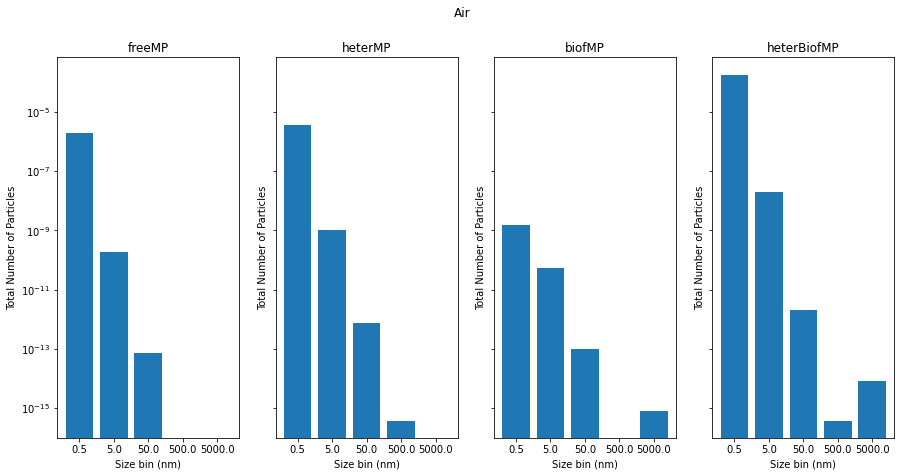 Air
freeMP
heterMP
biofMP
heterBiofMP
Total Number of Particles
10⁻⁵
10⁻⁷
10⁻⁹
10⁻¹¹
10⁻¹³
10⁻¹⁵
0.5 5.0 50.0 500.0 5000.0
Size bin (nm)
Total Number of Particles
0.5 5.0 50.0 500.0 5000.0
Size bin (nm)
Total Number of Particles
0.5 5.0 50.0 500.0 5000.0
Size bin (nm)
Total Number of Particles
0.5 5.0 50.0 500.0 5000.0
Size bin (nm)